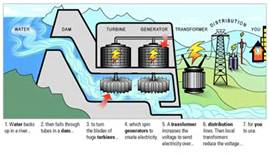 WATER
DAM
TURBINE
GENERATOR
TRANSFORMER
DISTRIBUTION
YOU
1. Water backs
up in a river...
2. then falls through
tubes in a dam...
3. to turn
the blades of
huge turbines...
4. which spin
generators to
create electricity.
5. A transformer
increases the
voltage to send
electricity over...
6. distribution
lines. Then local
transformers
reduce the voltage...
7. for you
to use.